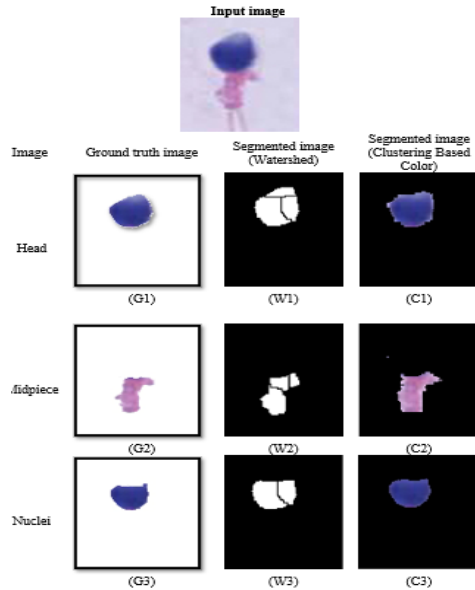 Input image
Image
Ground truth image
Segmented image
(Watershed)
Segmented image
(Clustering Based
Color)
Head
(G1)
(W1)
(C1)
Midpiece
(G2)
(W2)
(C2)
Nuclei
(G3)
(W3)
(C3)